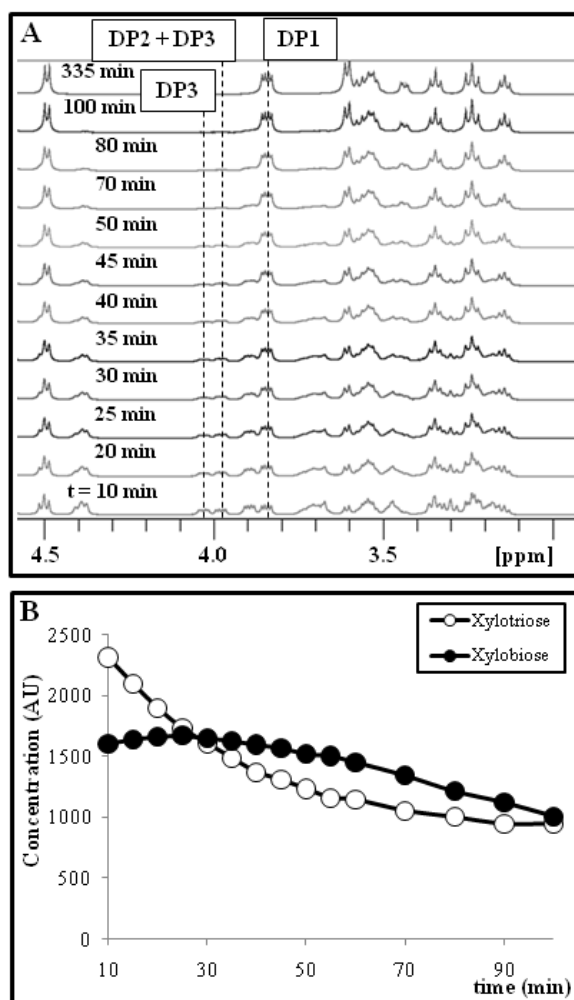 A
DP2 + DP3
DP1
DP3
335 min
100 min
80 min
70 min
50 min
45 min
40 min
35 min
30 min
25 min
20 min
t = 10 min
4.5 4.0 3.5 [ppm]
B
Xylotriose
Xylobiose
Concentration (AU)
2500
2000
1500
1000
500
0
10 30 50 70 90
time (min)